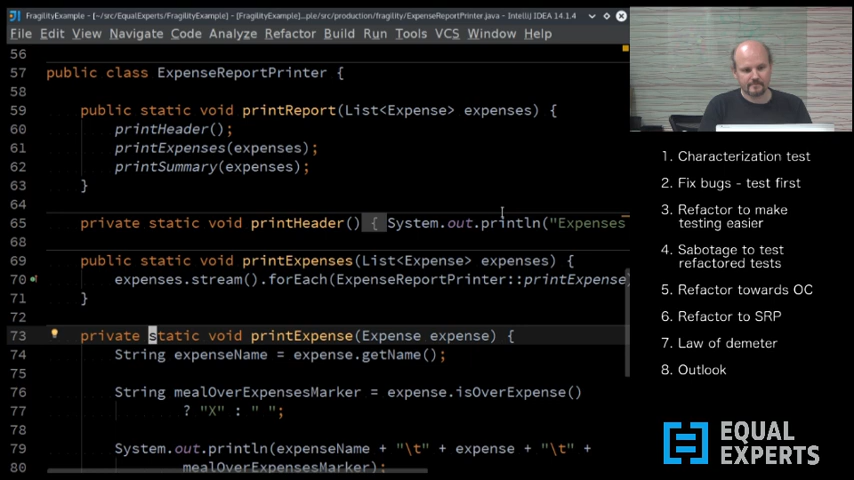 FragilityExample - [~/src/EqualExperts/FragilityExample] - [FragilityExample]...ple/src/production/fragility/ExpenseReportPrinter.java - IntelliJ IDEA 14.1.4
File Edit View Navigate Code Analyze Refactor Build Run Tools VCS Window Help
56
57 public class ExpenseReportPrinter {
58
59 public static void printReport(List<Expense> expenses) {
60 printHeader();
61 printExpenses(expenses);
62 printSummary(expenses);
63 }
64
65 private static void printHeader() { System.out.println("Expenses
68
69 public static void printExpenses(List<Expense> expenses) {
70 expenses.stream().forEach(ExpenseReportPrinter::printExpense
71 }
72
73 private static void printExpense(Expense expense) {
74 String expenseName = expense.getName();
75
76 String mealOverExpensesMarker = expense.isOverExpense()
77 ? "X" : " ";
78
79 System.out.println(expenseName + "\t" + expense + "\t" +
80 mealOverExpensesMarker);
1. Characterization test
2. Fix bugs - test first
3. Refactor to make
testing easier
4. Sabotage to test
refactored tests
5. Refactor towards OC
6. Refactor to SRP
7. Law of demeter
8. Outlook
EQUAL
EXPERTS